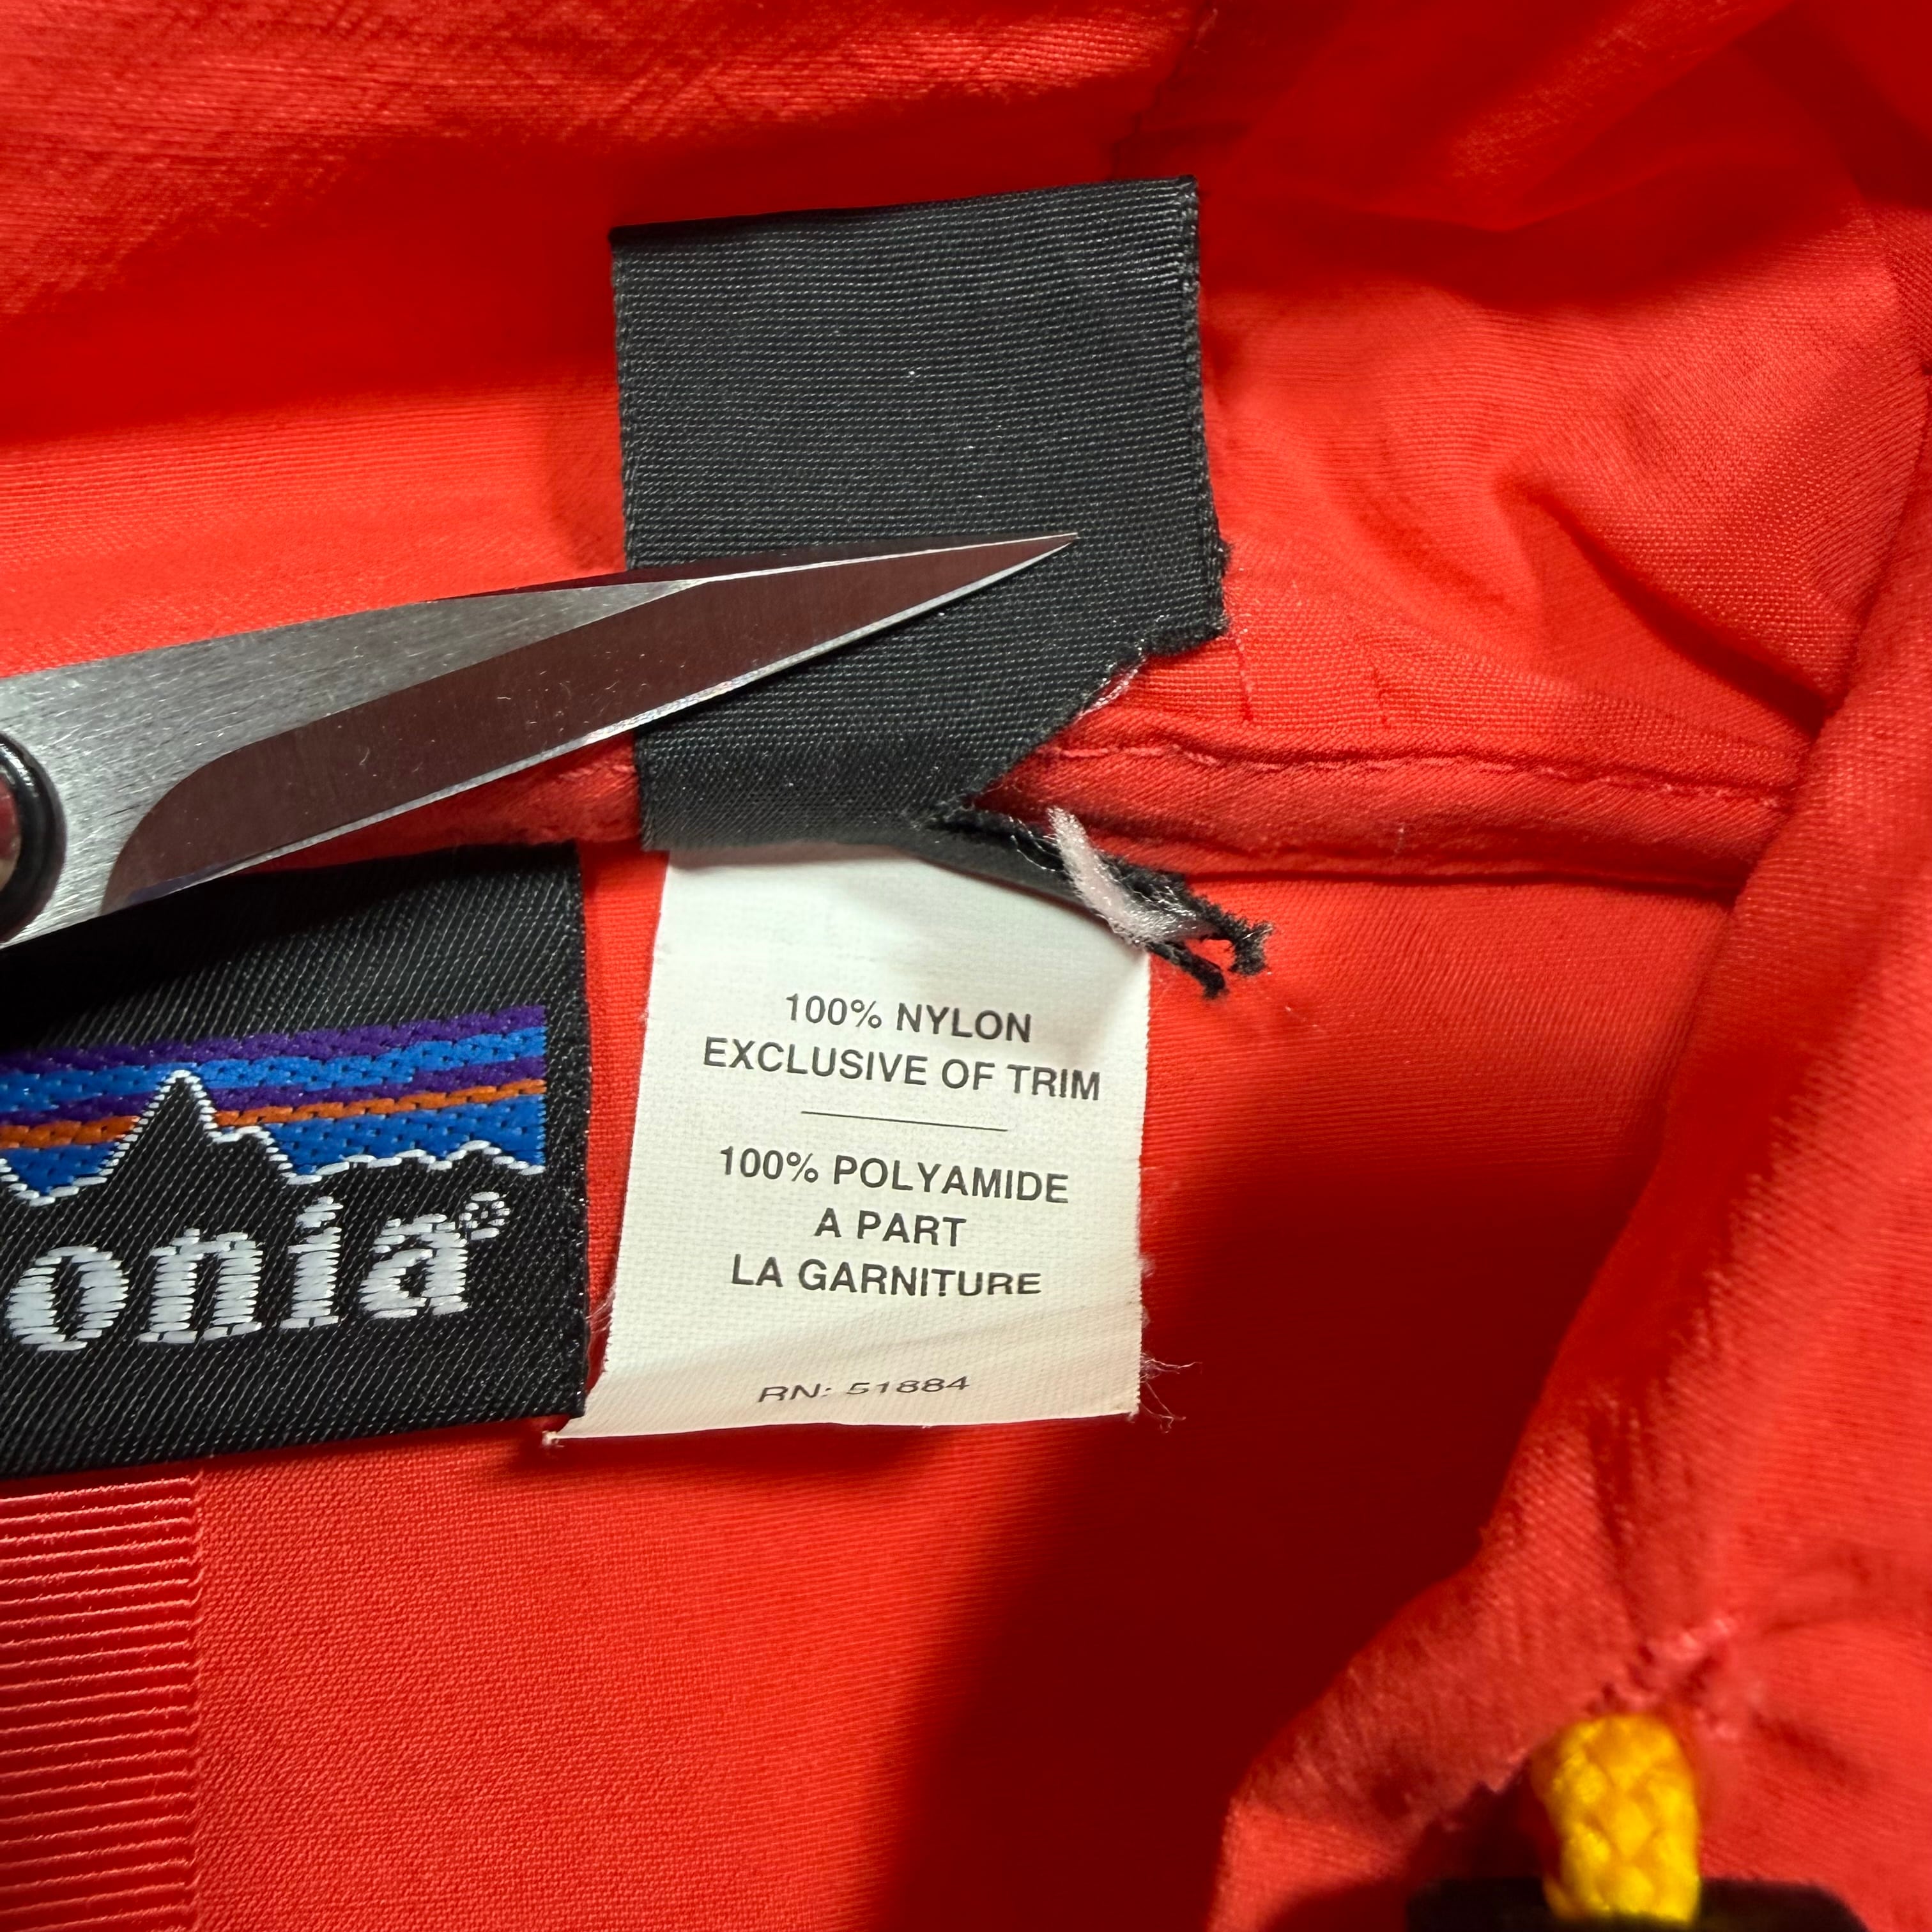 onia®
100% NYLON
EXCLUSIVE OF TRIM
100% POLYAMIDE
A PART
LA GARNITURE
RN: 51884